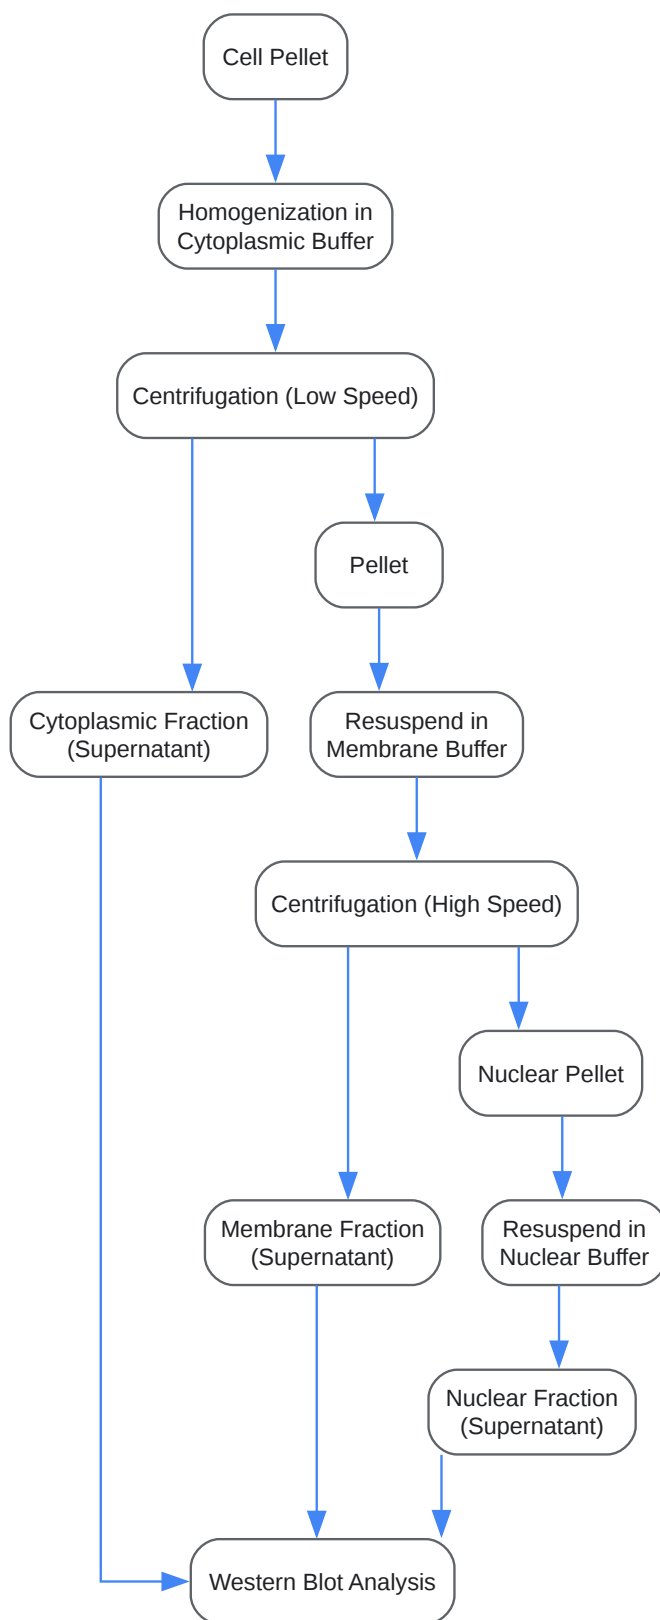 Cell Pellet
Homogenization in
Cytoplasmic Buffer
Centrifugation (Low Speed)
Pellet
Cytoplasmic Fraction
(Supernatant)
Resuspend in
Membrane Buffer
Centrifugation (High Speed)
Nuclear Pellet
Membrane Fraction
(Supernatant)
Resuspend in
Nuclear Buffer
Nuclear Fraction
(Supernatant)
Western Blot Analysis